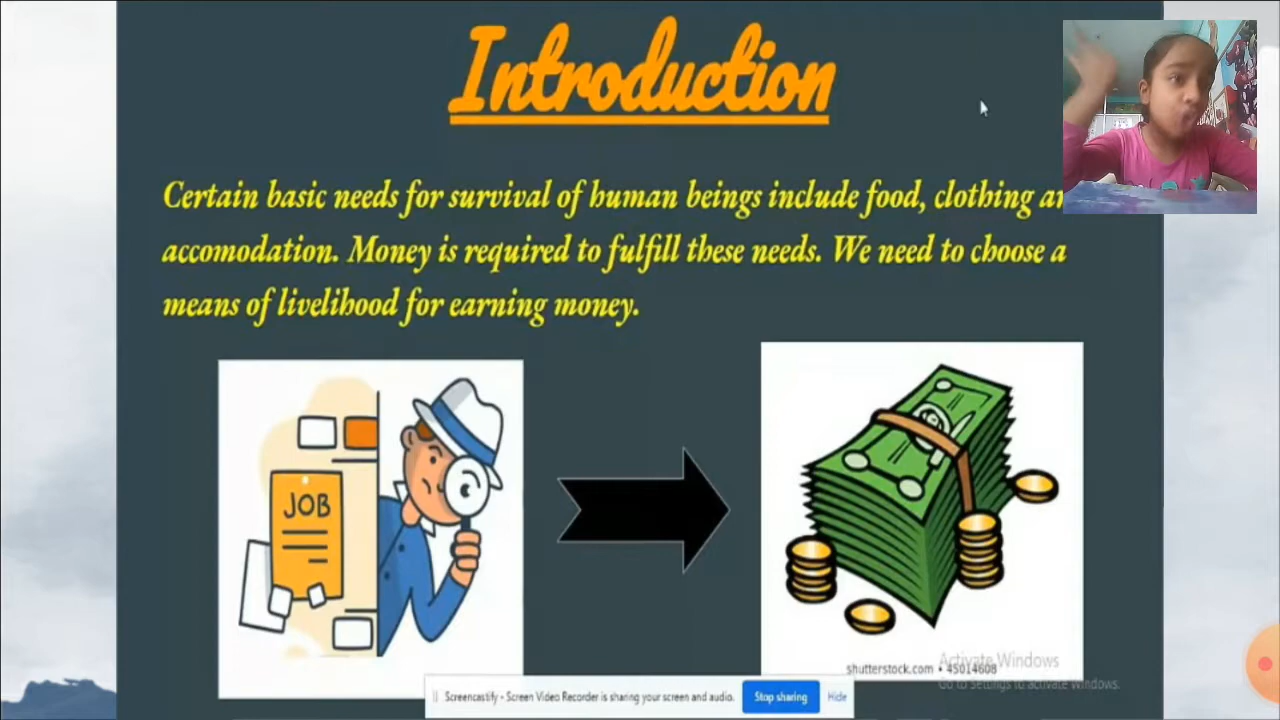 Introduction
Certain basic needs for survival of human beings include food, clothing
accomodation. Money is required to fulfill these needs. We need to choose a
means of livelihood for earning money.
JOB
shutterstock.com • 45014608
Activate Windows
Go to Settings to activate Windows.
Screencastify - Screen Video Recorder is sharing your screen and audio. Stop sharing Hide